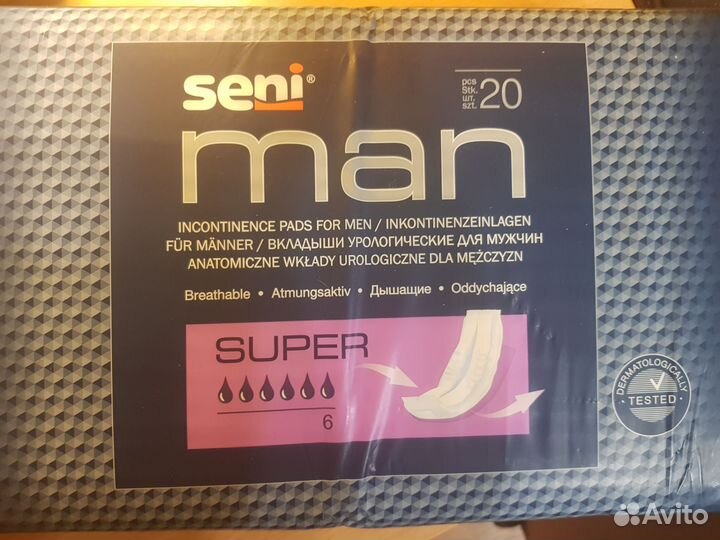 seni®
pcs
Stk.
шт.
szt.
20
man
INCONTINENCE PADS FOR MEN / INKONTINENZEINLAGEN
FÜR MÄNNER / ВКЛАДЫШИ УРОЛОГИЧЕСКИЕ ДЛЯ МУЖЧИН
ANATOMICZNE WKŁADY UROLOGICZNE DLA MĘŻCZYZN
Breathable • Atmungsaktiv • Дышащие • Oddychające
SUPER
6
DERMATOLOGICALLY
TESTED
Avito